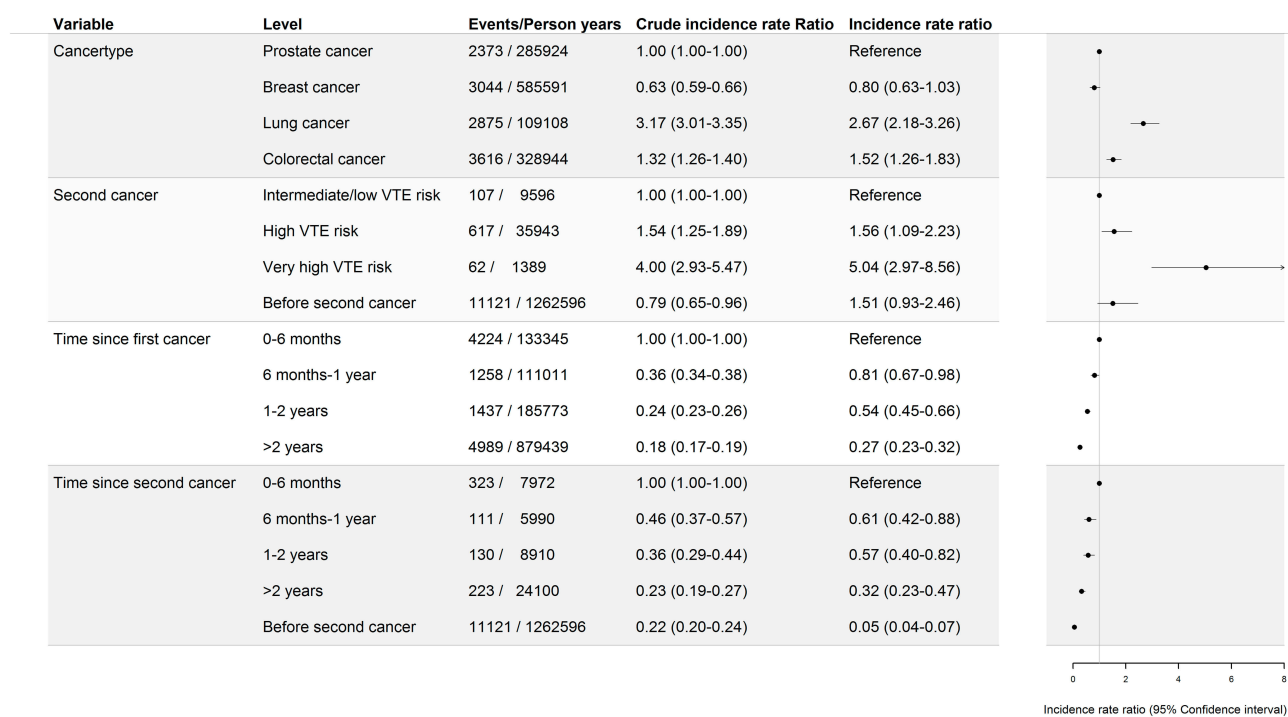 Variable Level Events/Person years Crude incidence rate Ratio Incidence rate ratio
Cancertype Prostate cancer 2373 / 285924 1.00 (1.00-1.00) Reference
Breast cancer 3044 / 585591 0.63 (0.59-0.66) 0.80 (0.63-1.03)
Lung cancer 2875 / 109108 3.17 (3.01-3.35) 2.67 (2.18-3.26)
Colorectal cancer 3616 / 328944 1.32 (1.26-1.40) 1.52 (1.26-1.83)
Second cancer Intermediate/low VTE risk 107 / 9596 1.00 (1.00-1.00) Reference
High VTE risk 617 / 35943 1.54 (1.25-1.89) 1.56 (1.09-2.23)
Very high VTE risk 62 / 1389 4.00 (2.93-5.47) 5.04 (2.97-8.56)
Before second cancer 11121 / 1262596 0.79 (0.65-0.96) 1.51 (0.93-2.46)
Time since first cancer 0-6 months 4224 / 133345 1.00 (1.00-1.00) Reference
6 months-1 year 1258 / 111011 0.36 (0.34-0.38) 0.81 (0.67-0.98)
1-2 years 1437 / 185773 0.24 (0.23-0.26) 0.54 (0.45-0.66)
>2 years 4989 / 879439 0.18 (0.17-0.19) 0.27 (0.23-0.32)
Time since second cancer 0-6 months 323 / 7972 1.00 (1.00-1.00) Reference
6 months-1 year 111 / 5990 0.46 (0.37-0.57) 0.61 (0.42-0.88)
1-2 years 130 / 8910 0.36 (0.29-0.44) 0.57 (0.40-0.82)
>2 years 223 / 24100 0.23 (0.19-0.27) 0.32 (0.23-0.47)
Before second cancer 11121 / 1262596 0.22 (0.20-0.24) 0.05 (0.04-0.07)
0 2 4 6 8
Incidence rate ratio (95% Confidence interval)